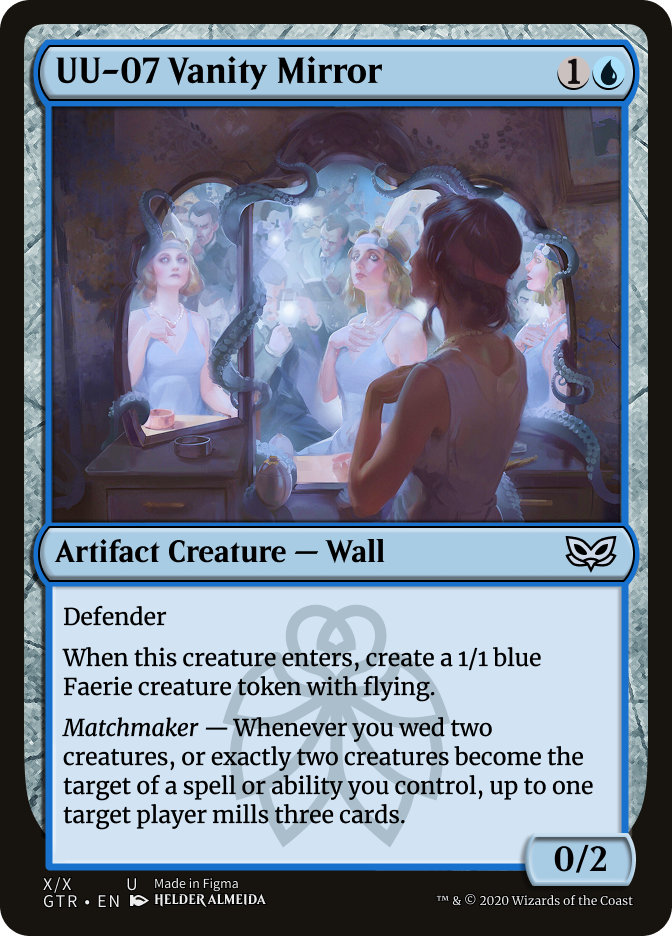 UU-07 Vanity Mirror
1
Artifact Creature — Wall
Defender
When this creature enters, create a 1/1 blue
Faerie creature token with flying.
Matchmaker — Whenever you wed two
creatures, or exactly two creatures become the
target of a spell or ability you control, up to one
target player mills three cards.
0/2
X/X U Made in Figma
GTR • EN HELDER ALMEIDA
™ & © 2020 Wizards of the Coast